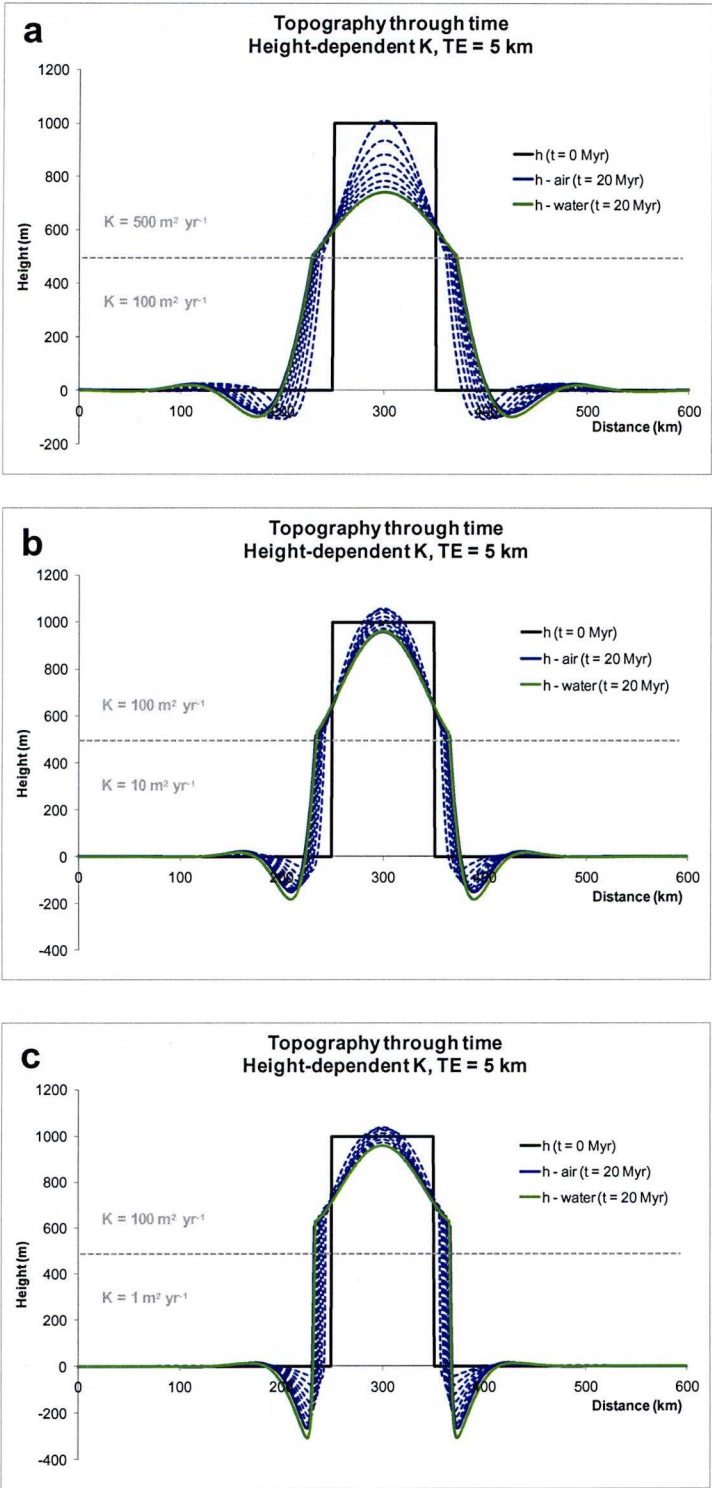 a
Topography through time
Height-dependent K, TE = 5 km
1200
1000
800
600
400
200
0
-200
Height (m)
K = 500 m² yr⁻¹
K = 100 m² yr⁻¹
h (t = 0 Myr)
h - air (t = 20 Myr)
h - water (t = 20 Myr)
0 100 200 300 400 500 600
Distance (km)
b
Topography through time
Height-dependent K, TE = 5 km
1200
1000
800
600
400
200
0
-200
-400
Height (m)
K = 100 m² yr⁻¹
K = 10 m² yr⁻¹
h (t = 0 Myr)
h - air (t = 20 Myr)
h - water (t = 20 Myr)
0 100 200 300 400 500 600
Distance (km)
c
Topography through time
Height-dependent K, TE = 5 km
1200
1000
800
600
400
200
0
-200
-400
Height (m)
K = 100 m² yr⁻¹
K = 1 m² yr⁻¹
h (t = 0 Myr)
h - air (t = 20 Myr)
h - water (t = 20 Myr)
0 100 200 300 400 500 600
Distance (km)